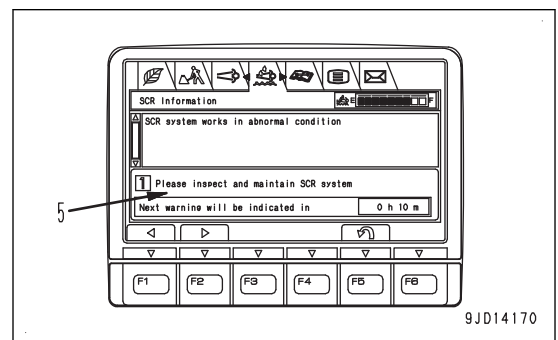 SCR Information
E F
SCR system works in abnormal condition
1 Please inspect and maintain SCR system
5
Next warning will be indicated in 0 h 10 m
F1 F2 F3 F4 F5 F6
9JD14170